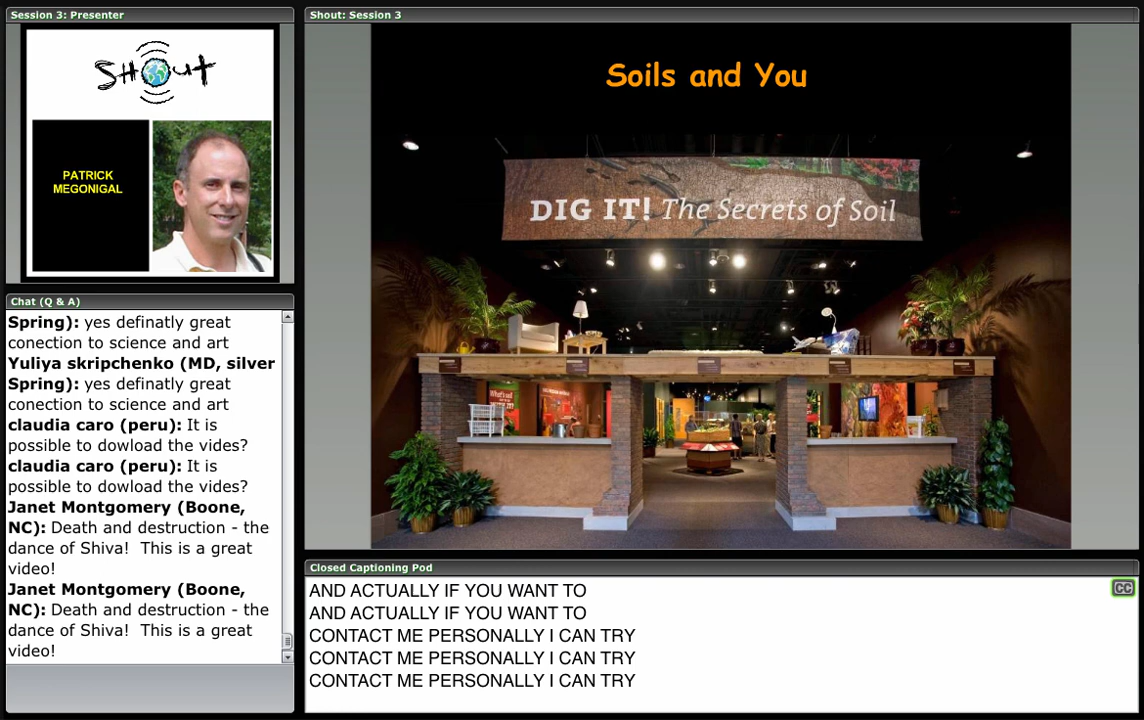 Session 3: Presenter
SHOUT
PATRICK
MEGONIGAL
Chat (Q & A)
Spring): yes definatly great
conection to science and art
Yuliya skripchenko (MD, silver
Spring): yes definatly great
conection to science and art
claudia caro (peru): It is
possible to dowload the vides?
claudia caro (peru): It is
possible to dowload the vides?
Janet Montgomery (Boone,
NC): Death and destruction - the
dance of Shiva!  This is a great
video!
Janet Montgomery (Boone,
NC): Death and destruction - the
dance of Shiva!  This is a great
video!
Shout: Session 3
Soils and You
DIG IT! The Secrets of Soil
Closed Captioning Pod
CC
AND ACTUALLY IF YOU WANT TO
AND ACTUALLY IF YOU WANT TO
CONTACT ME PERSONALLY I CAN TRY
CONTACT ME PERSONALLY I CAN TRY
CONTACT ME PERSONALLY I CAN TRY